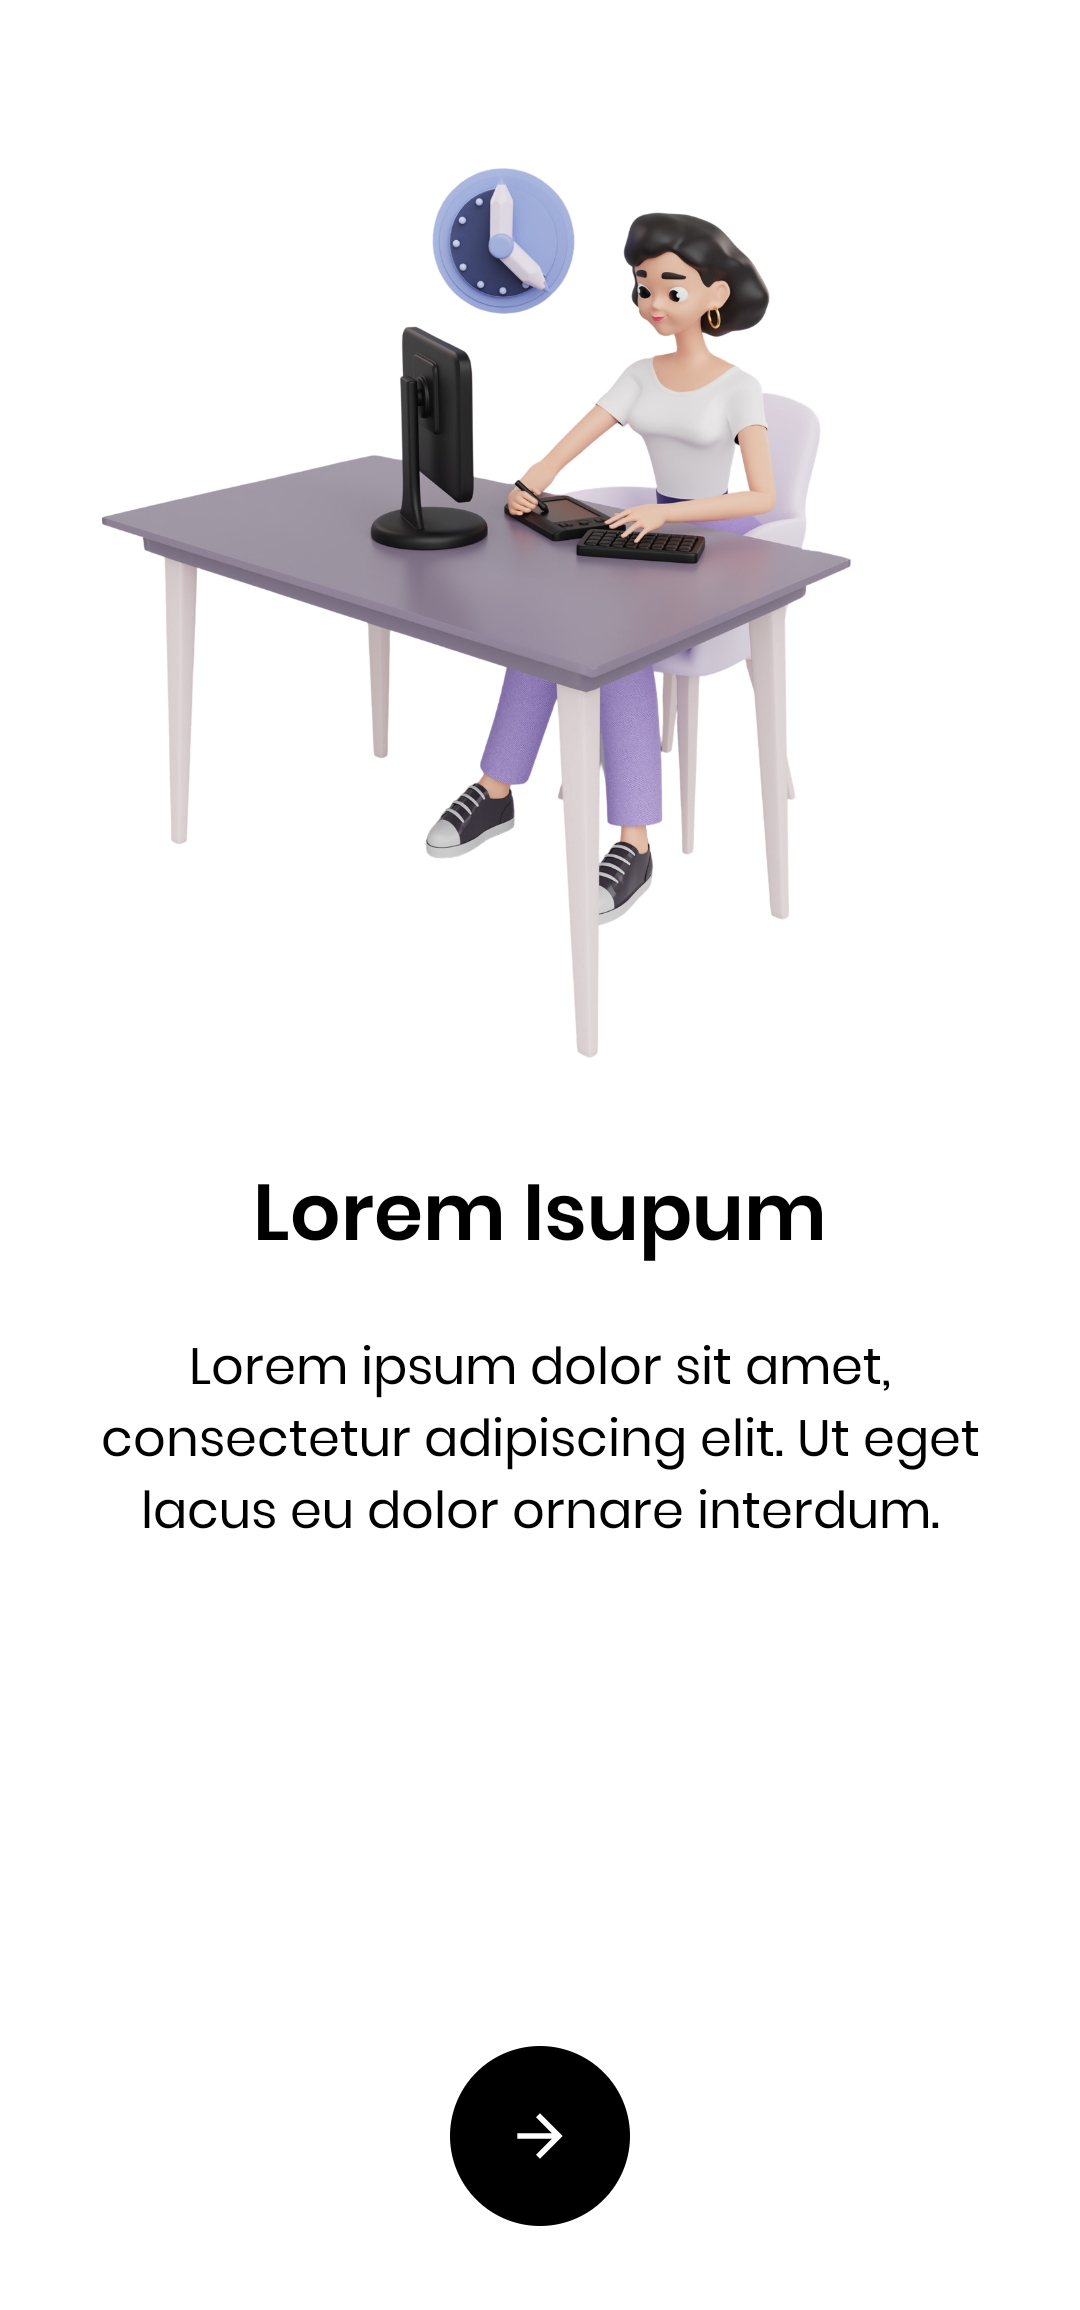 Lorem Isupum
Lorem ipsum dolor sit amet,
consectetur adipiscing elit. Ut eget
lacus eu dolor ornare interdum.